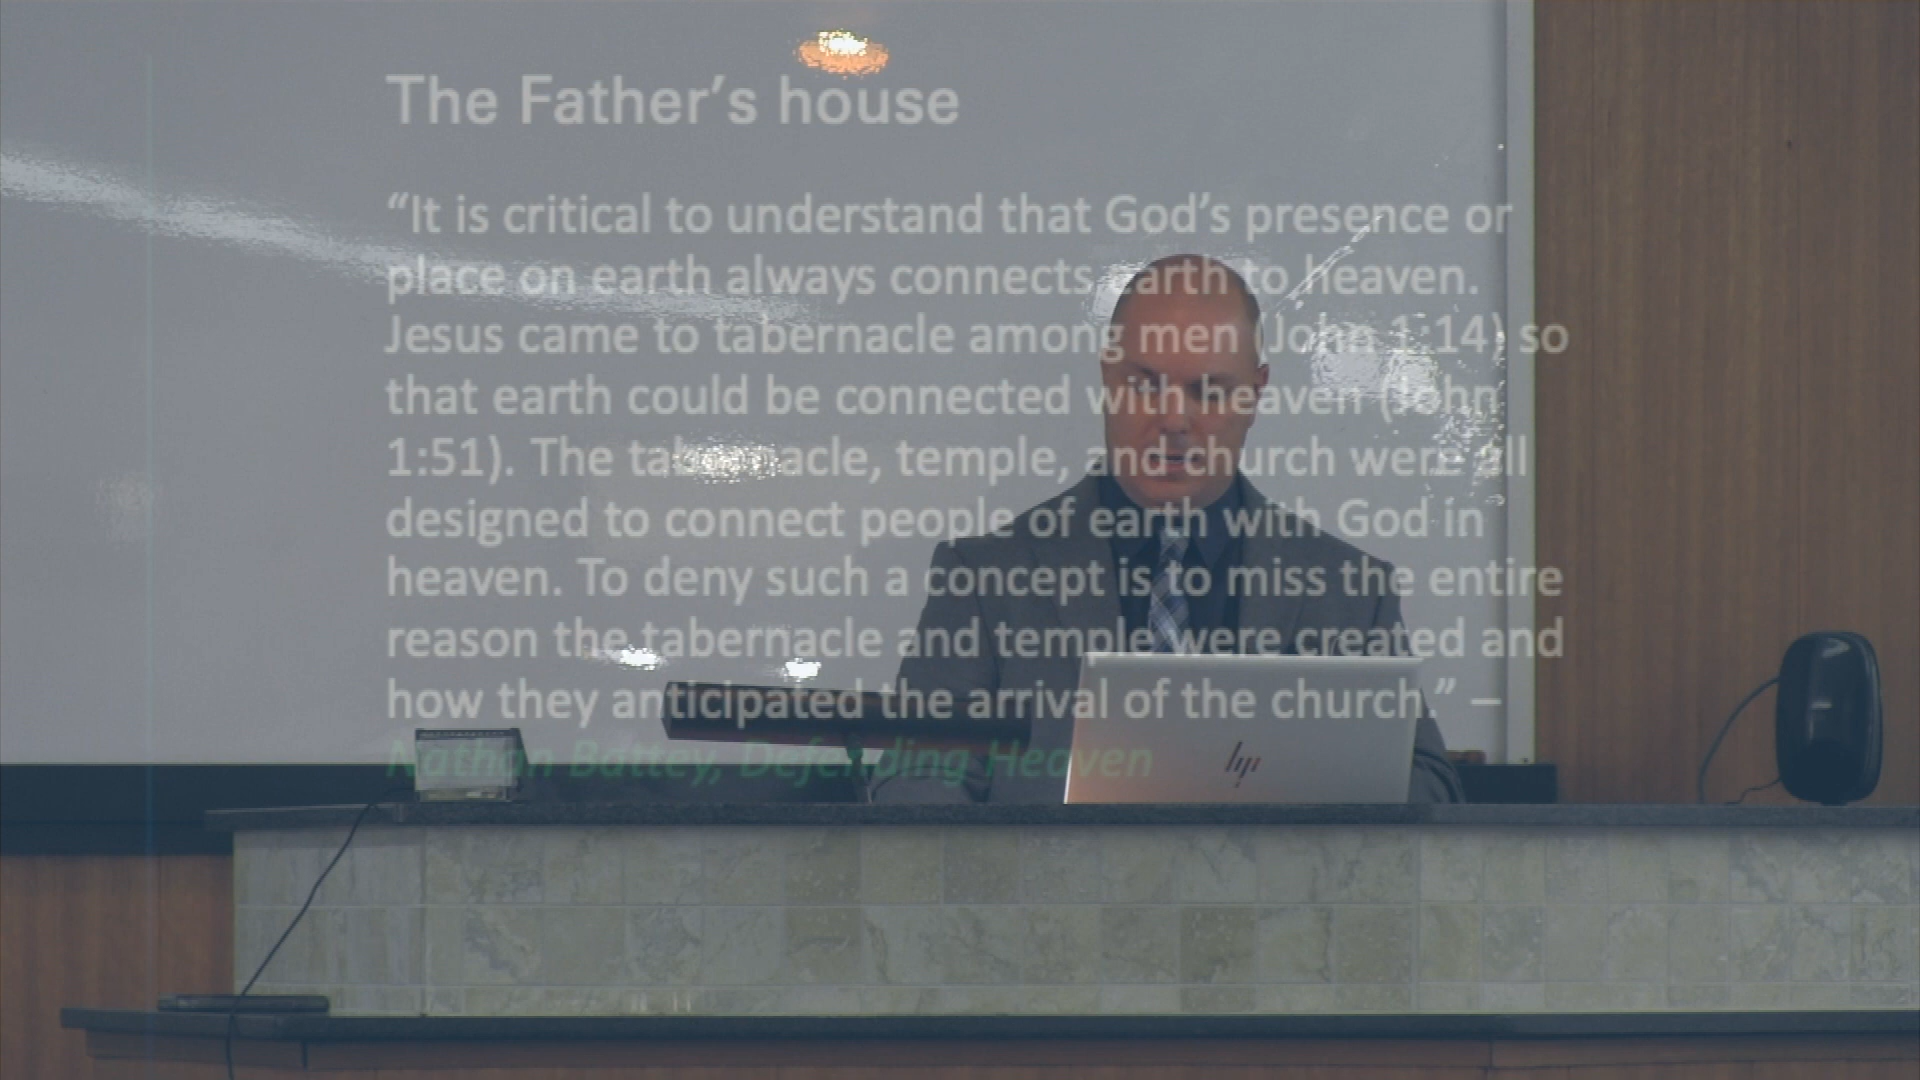 The Father's house
“It is critical to understand that God's presence or
place on earth always connects earth to heaven.
Jesus came to tabernacle among men (John 1:14) so
that earth could be connected with heaven (John
1:51). The tabernacle, temple, and church were all
designed to connect people of earth with God in
heaven. To deny such a concept is to miss the entire
reason the tabernacle and temple were created and
how they anticipated the arrival of the church.” –
Nathan Battey, Defending Heaven
hp